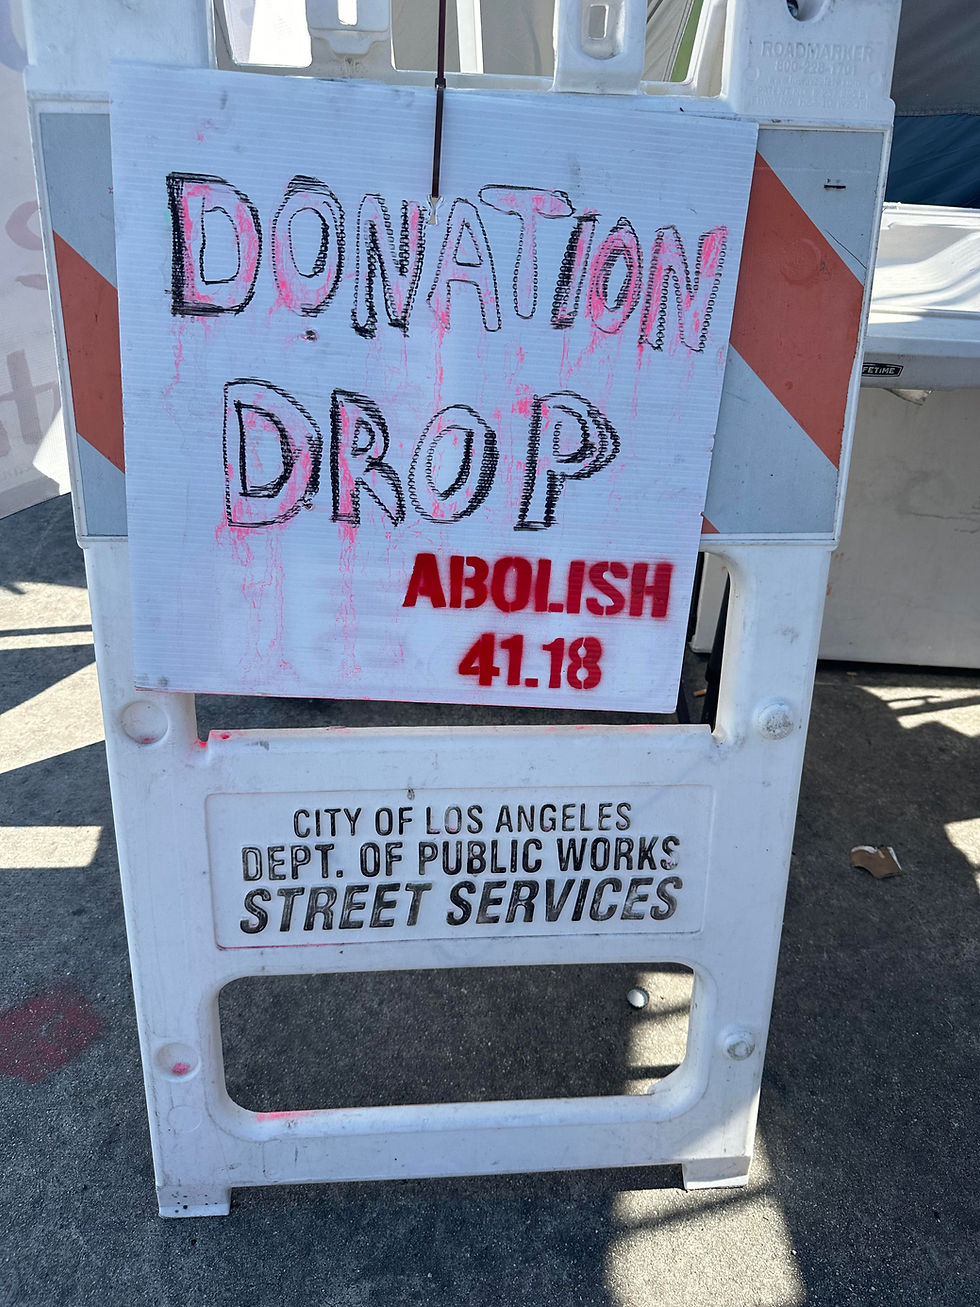 ROADMARKER
DONATION
DROP
ABOLISH
41.18
CITY OF LOS ANGELES
DEPT. OF PUBLIC WORKS
STREET SERVICES